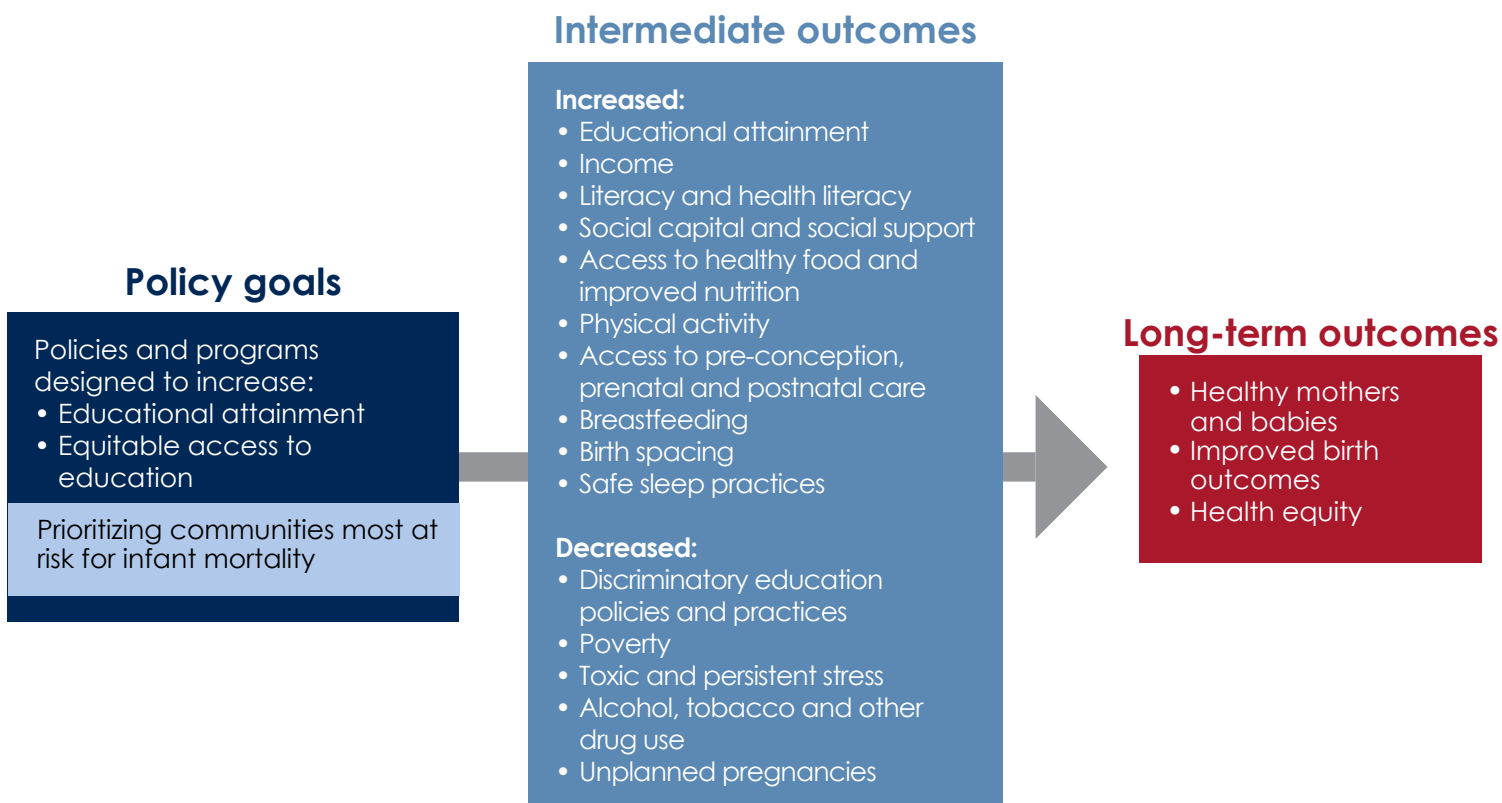 Intermediate outcomes
Increased:
• Educational attainment
• Income
• Literacy and health literacy
• Social capital and social support
• Access to healthy food and
improved nutrition
• Physical activity
• Access to pre-conception,
prenatal and postnatal care
• Breastfeeding
• Birth spacing
• Safe sleep practices
Decreased:
• Discriminatory education
policies and practices
• Poverty
• Toxic and persistent stress
• Alcohol, tobacco and other
drug use
• Unplanned pregnancies
Policy goals
Policies and programs
designed to increase:
• Educational attainment
• Equitable access to
education
Prioritizing communities most at
risk for infant mortality
Long-term outcomes
• Healthy mothers
and babies
• Improved birth
outcomes
• Health equity